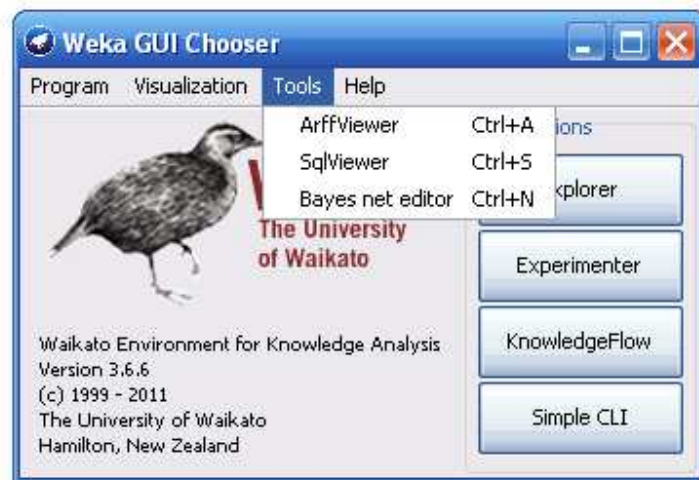 Weka GUI Chooser
Program Visualization Tools Help
ArffViewer Ctrl+A
SqlViewer Ctrl+S
Bayes net editor Ctrl+N
The University
of Waikato
Experimenter
KnowledgeFlow
Simple CLI
Waikato Environment for Knowledge Analysis
Version 3.6.6
(c) 1999 - 2011
The University of Waikato
Hamilton, New Zealand